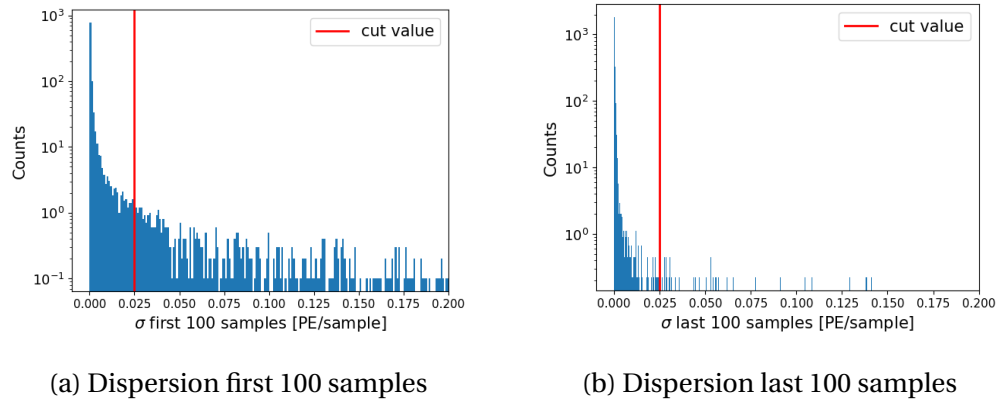 10³
10²
10¹
10⁰
10⁻¹
Counts
cut value
0.000 0.025 0.050 0.075 0.100 0.125 0.150 0.175 0.200
σ first 100 samples [PE/sample]
(a) Dispersion first 100 samples
10³
10²
10¹
10⁰
Counts
cut value
0.000 0.025 0.050 0.075 0.100 0.125 0.150 0.175 0.200
σ last 100 samples [PE/sample]
(b) Dispersion last 100 samples